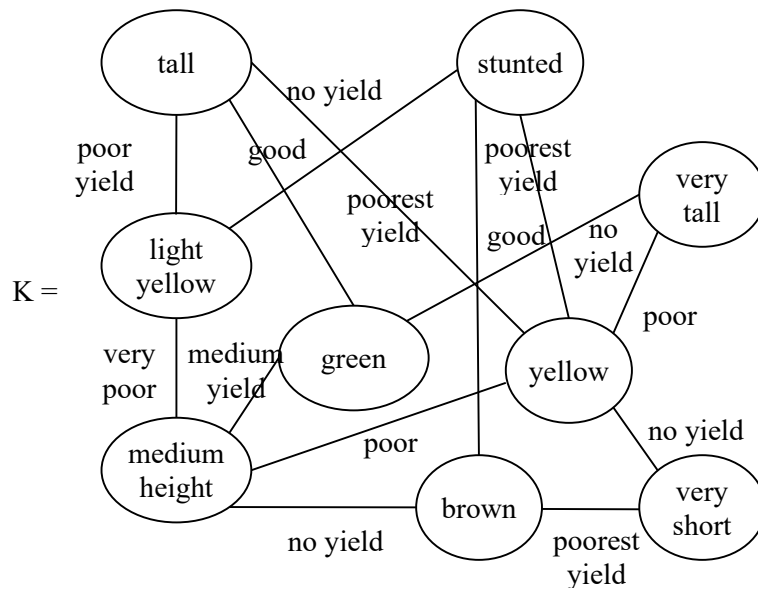 tall
stunted
no yield
poor
yield
good
poorest
yield
very
tall
poorest
yield
good
no
yield
light
yellow
K =
poor
very
poor
medium
yield
green
yellow
poor
no yield
medium
height
brown
very
short
no yield
poorest
yield